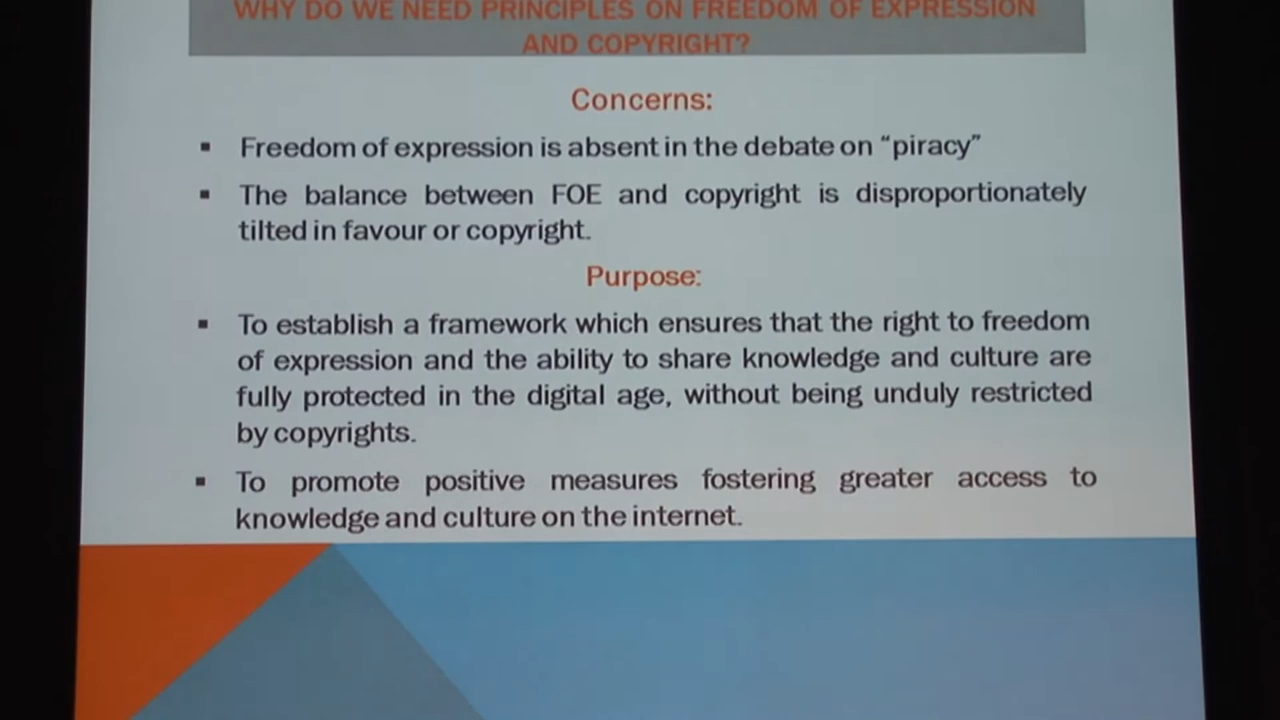 WHY DO WE NEED PRINCIPLES ON FREEDOM OF EXPRESSION
AND COPYRIGHT?
Concerns:
▪ Freedom of expression is absent in the debate on “piracy”
▪ The balance between FOE and copyright is disproportionately
tilted in favour or copyright.
Purpose:
▪ To establish a framework which ensures that the right to freedom
of expression and the ability to share knowledge and culture are
fully protected in the digital age, without being unduly restricted
by copyrights.
▪ To promote positive measures fostering greater access to
knowledge and culture on the internet.